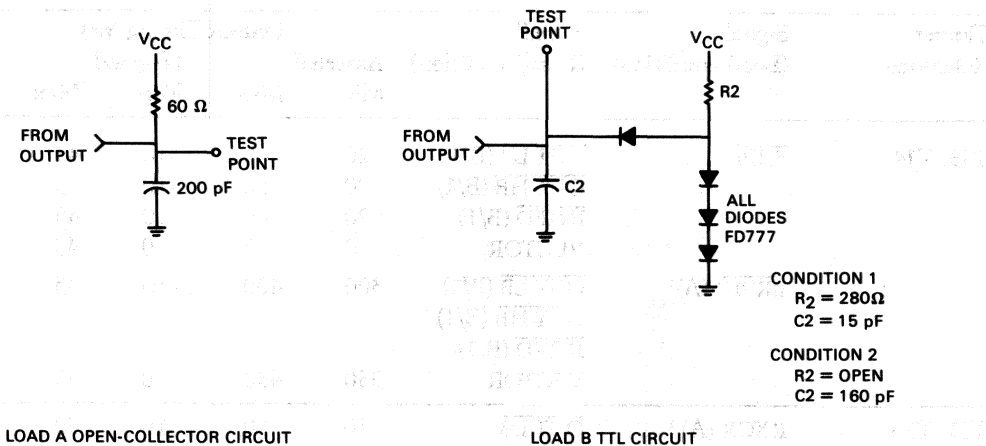 VCC
60 Ω
FROM
OUTPUT
TEST
POINT
200 pF
LOAD A OPEN-COLLECTOR CIRCUIT
TEST
POINT
VCC
R2
FROM
OUTPUT
C2
ALL
DIODES
FD777
CONDITION 1
R2 = 280Ω
C2 = 15 pF
CONDITION 2
R2 = OPEN
C2 = 160 pF
LOAD B TTL CIRCUIT